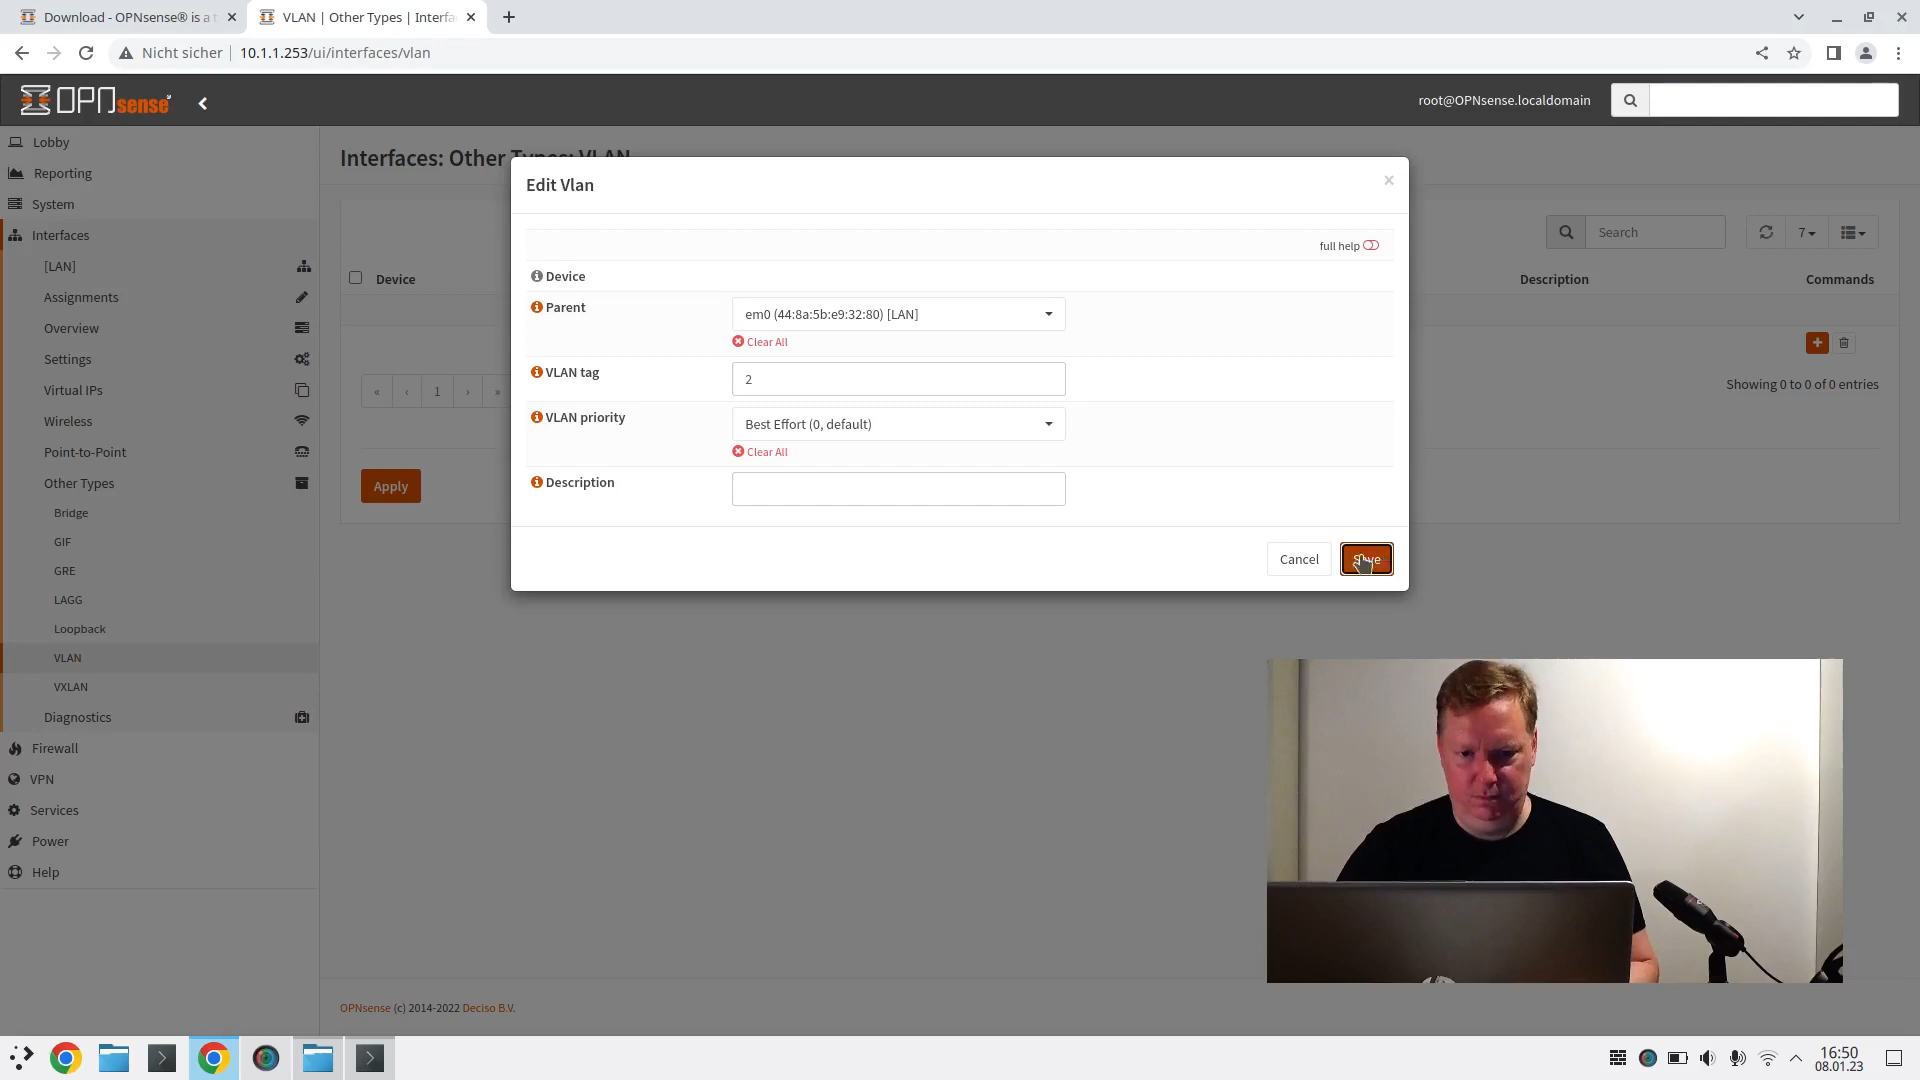 Download - OPNsense® is a t
VLAN | Other Types | Interfa
Nicht sicher
10.1.1.253/ui/interfaces/vlan
OPNsense
root@OPNsense.localdomain
Lobby
Reporting
System
Interfaces
[LAN]
Assignments
Overview
Settings
Virtual IPs
Wireless
Point-to-Point
Other Types
Bridge
GIF
GRE
LAGG
Loopback
VLAN
VXLAN
Diagnostics
Firewall
VPN
Services
Power
Help
Interfaces: Other Types: VLAN
Search
7
Device
Description
Commands
« ‹ 1 › »
Showing 0 to 0 of 0 entries
Apply
Edit Vlan
×
full help
Device
Parent
em0 (44:8a:5b:e9:32:80) [LAN]
Clear All
VLAN tag
2
VLAN priority
Best Effort (0, default)
Clear All
Description
Cancel
Save
OPNsense (c) 2014-2022 Deciso B.V.
16:50
08.01.23